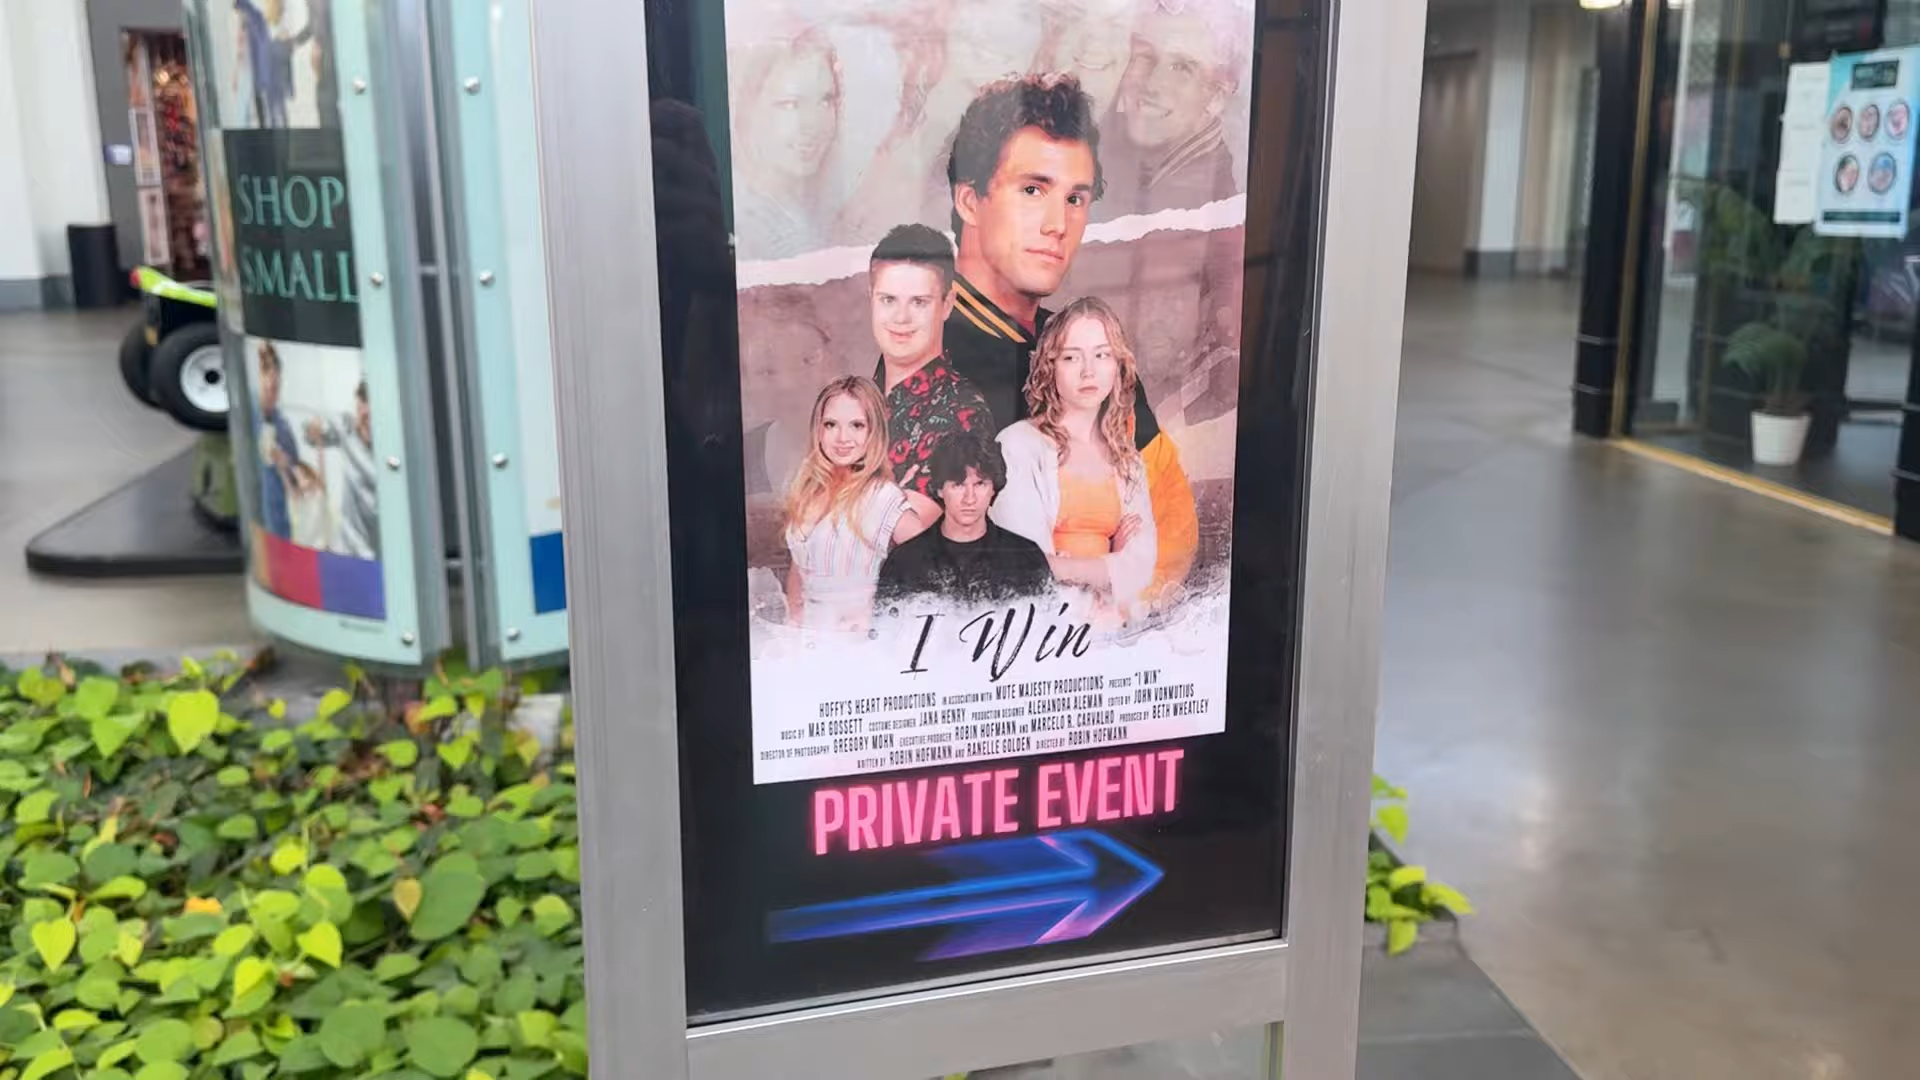 SHOP
SMALL
I Win
HOFFY'S HEART PRODUCTIONS IN ASSOCIATION WITH MUTE MAJESTY PRODUCTIONS PRESENTS "I WIN"
MUSIC BY MAR GOSSETT COSTUME DESIGNER JANA HENRY PRODUCTION DESIGNER ALEHANDRA ALEMAN EDITED BY JOHN VONMUTIUS
DIRECTOR OF PHOTOGRAPHY GREGORY MOHN EXECUTIVE PRODUCER ROBIN HOFMANN AND MARCELO R. CARVALHO PRODUCED BY BETH WHEATLEY
WRITTEN BY ROBIN HOFMANN AND RANELLE GOLDEN DIRECTED BY ROBIN HOFMANN
PRIVATE EVENT